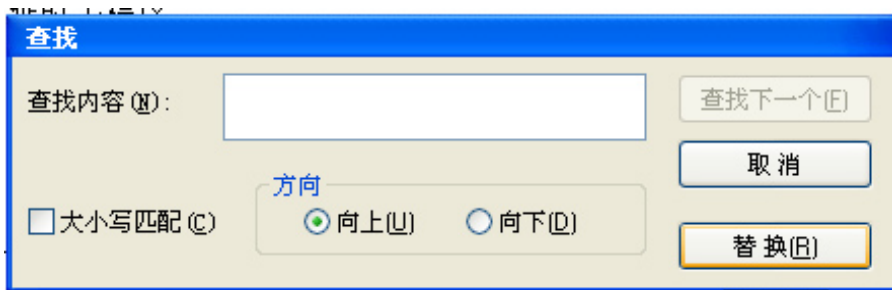 查找
查找内容(N):
查找下一个(F)
取消
方向
大小写匹配(C)
向上(U)
向下(D)
替换(R)